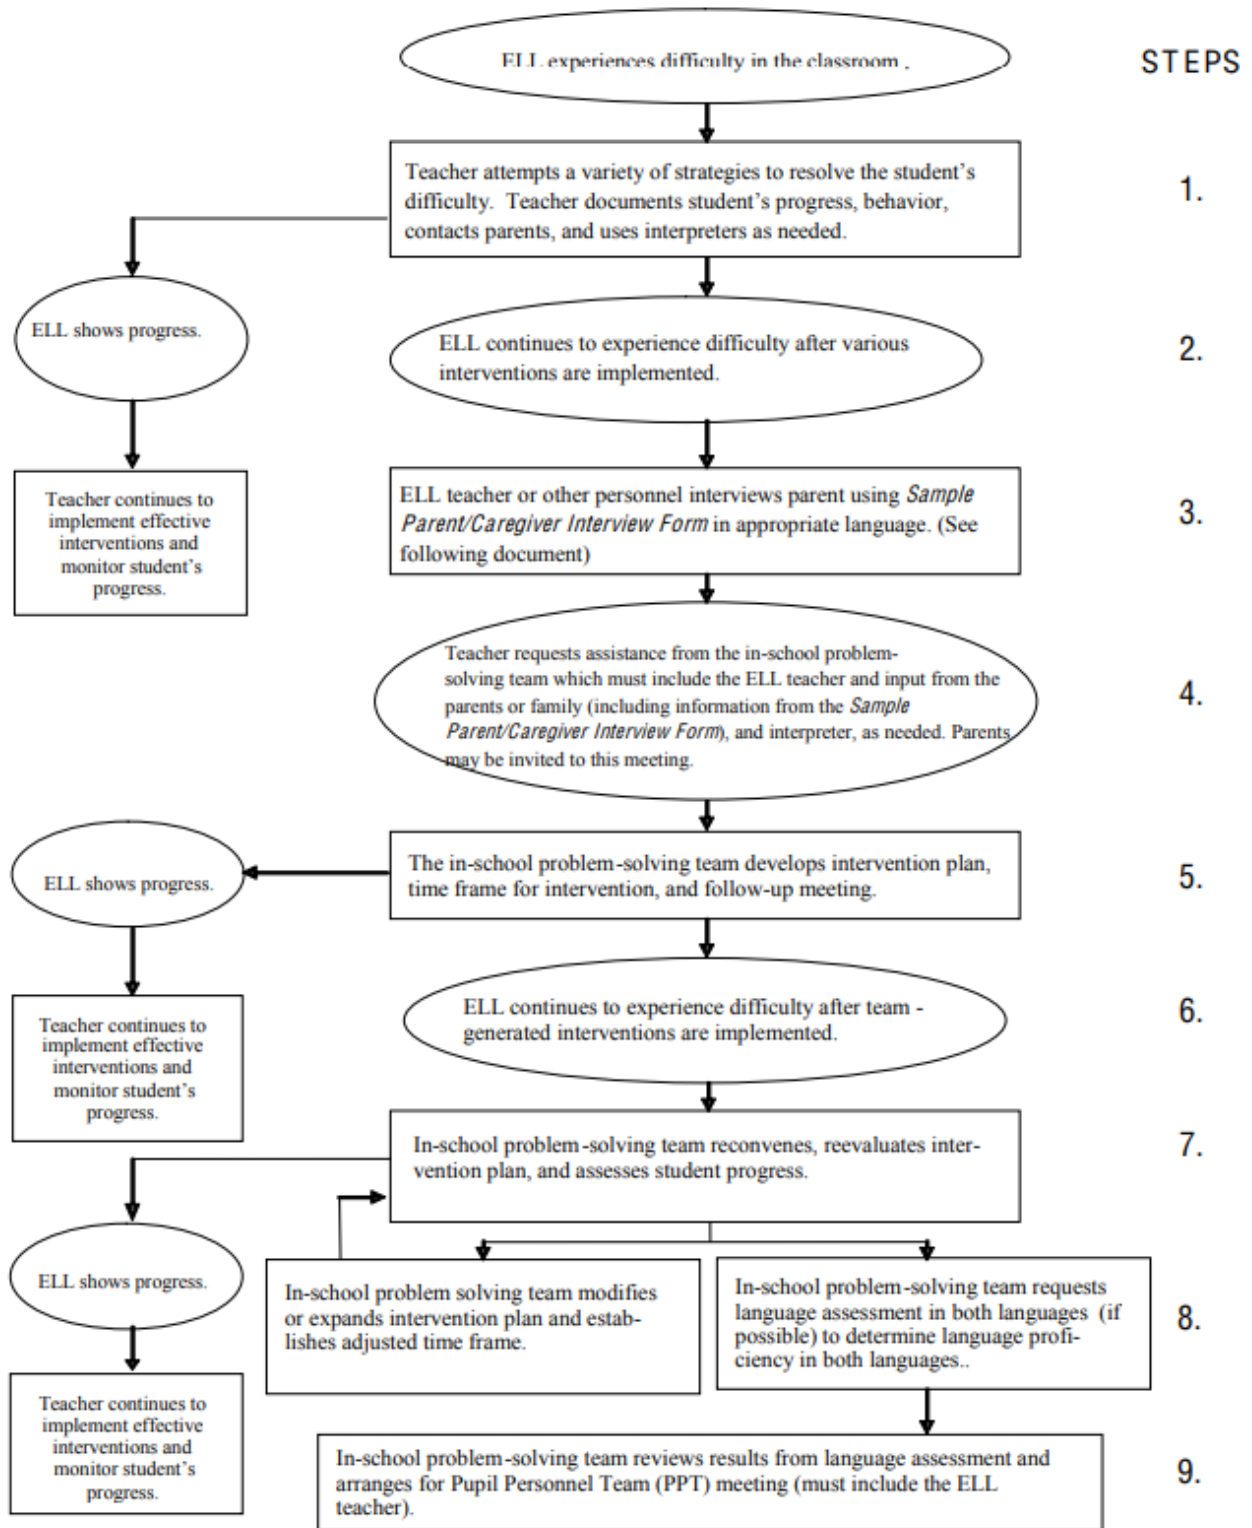 ELL experiences difficulty in the classroom .
STEPS
Teacher attempts a variety of strategies to resolve the student's
difficulty. Teacher documents student's progress, behavior,
contacts parents, and uses interpreters as needed.
1.
ELL shows progress.
ELL continues to experience difficulty after various
interventions are implemented.
2.
Teacher continues to
implement effective
interventions and
monitor student's
progress.
ELL teacher or other personnel interviews parent using Sample
Parent/Caregiver Interview Form in appropriate language. (See
following document)
3.
Teacher requests assistance from the in-school problem-
solving team which must include the ELL teacher and input from the
parents or family (including information from the Sample
Parent/Caregiver Interview Form), and interpreter, as needed. Parents
may be invited to this meeting.
4.
ELL shows progress.
The in-school problem-solving team develops intervention plan,
time frame for intervention, and follow-up meeting.
5.
Teacher continues to
implement effective
interventions and
monitor student's
progress.
ELL continues to experience difficulty after team -
generated interventions are implemented.
6.
In-school problem-solving team reconvenes, reevaluates inter-
vention plan, and assesses student progress.
7.
ELL shows progress.
In-school problem solving team modifies
or expands intervention plan and estab-
lishes adjusted time frame.
In-school problem-solving team requests
language assessment in both languages (if
possible) to determine language profi-
ciency in both languages..
8.
Teacher continues to
implement effective
interventions and
monitor student's
progress.
In-school problem-solving team reviews results from language assessment and
arranges for Pupil Personnel Team (PPT) meeting (must include the ELL
teacher).
9.